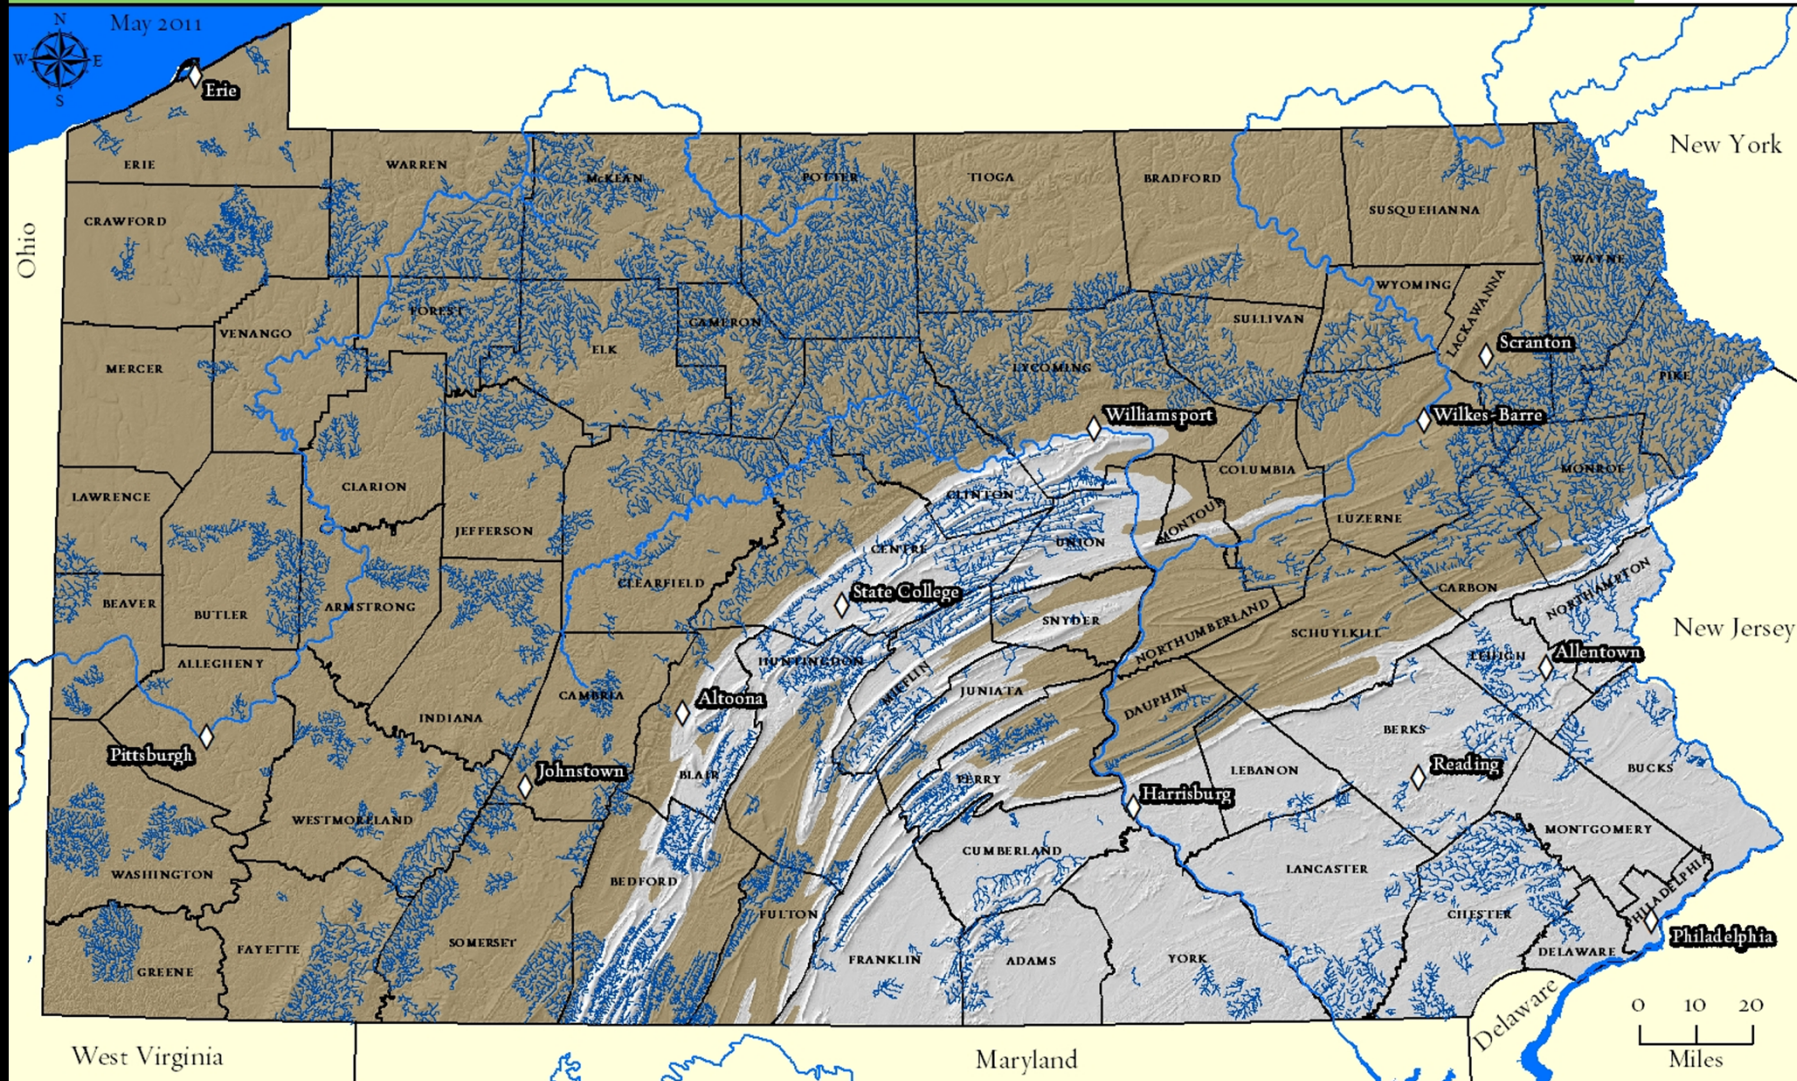 May 2011
N
W E
S
Erie
New York
ERIE
WARREN
McKEAN
POTTER
TIOGA
BRADFORD
SUSQUEHANNA
CRAWFORD
Ohio
WAYNE
WYOMING
LACKAWANNA
VENANGO
FOREST
CAMERON
SULLIVAN
ELK
Scranton
MERCER
LYCOMING
PIKE
Williamsport
Wilkes-Barre
COLUMBIA
MONROE
LAWRENCE
CLARION
CLINTON
JEFFERSON
MONTOUR
LUZERNE
CENTRE
UNION
CLEARFIELD
State College
CARBON
NORTHAMPTON
BEAVER
BUTLER
ARMSTRONG
SNYDER
NORTHUMBERLAND
SCHUYLKILL
New Jersey
ALLEGHENY
HUNTINGDON
LEHIGH
Allentown
CAMBRIA
Altoona
MIFFLIN
JUNIATA
DAUPHIN
INDIANA
BERKS
Pittsburgh
Johnstown
BLAIR
PERRY
LEBANON
Reading
BUCKS
Harrisburg
WESTMORELAND
CUMBERLAND
MONTGOMERY
WASHINGTON
BEDFORD
LANCASTER
PHILADELPHIA
FULTON
CHESTER
Philadelphia
FAYETTE
SOMERSET
FRANKLIN
ADAMS
YORK
DELAWARE
GREENE
Delaware
0 10 20
Miles
West Virginia
Maryland